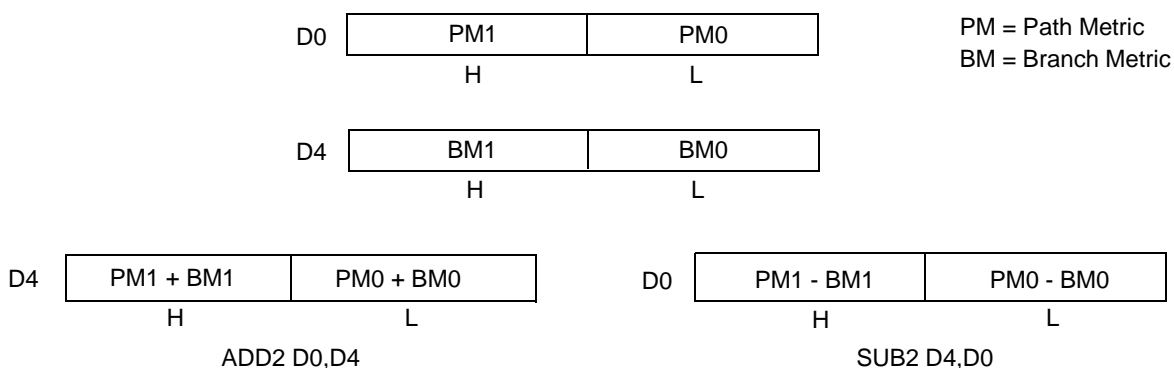 D0 PM1 PM0 PM = Path Metric
H L BM = Branch Metric
D4 BM1 BM0
H L
D4 PM1 + BM1 PM0 + BM0 D0 PM1 - BM1 PM0 - BM0
H L H L
ADD2 D0,D4 SUB2 D4,D0